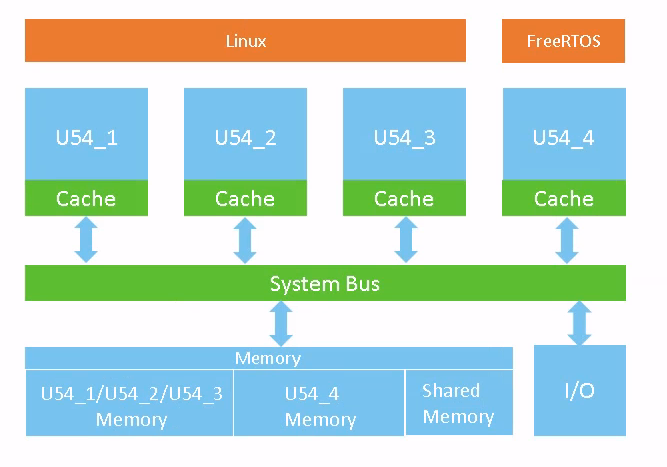 Linux
FreeRTOS
U54_1
U54_2
U54_3
U54_4
Cache
Cache
Cache
Cache
System Bus
Memory
U54_1/U54_2/U54_3
Memory
U54_4
Memory
Shared
Memory
I/O